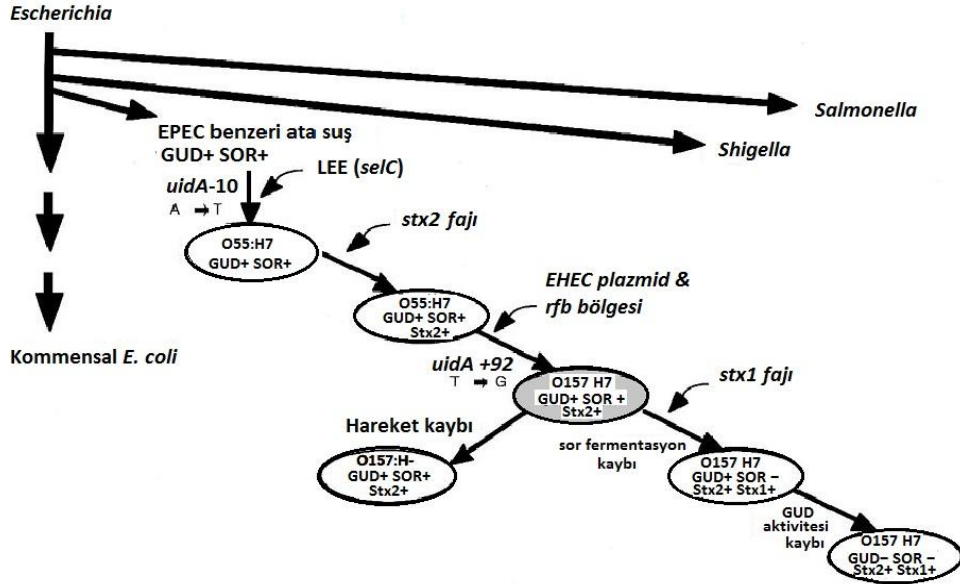 Escherichia
Salmonella
Shigella
EPEC benzeri ata suş
GUD+ SOR+
LEE (selC)
uidA-10
A → T
O55:H7
GUD+ SOR+
stx2 fajı
O55:H7
GUD+ SOR+
Stx2+
EHEC plazmid &
rfb bölgesi
Kommensal E. coli
uidA +92
T → G
O157 H7
GUD+ SOR +
Stx2+
stx1 fajı
Hareket kaybı
O157:H-
GUD+ SOR+
Stx2+
sor fermentasyon
kaybı
O157 H7
GUD+ SOR –
Stx2+ Stx1+
GUD
aktivitesi
kaybı
O157 H7
GUD– SOR –
Stx2+ Stx1+